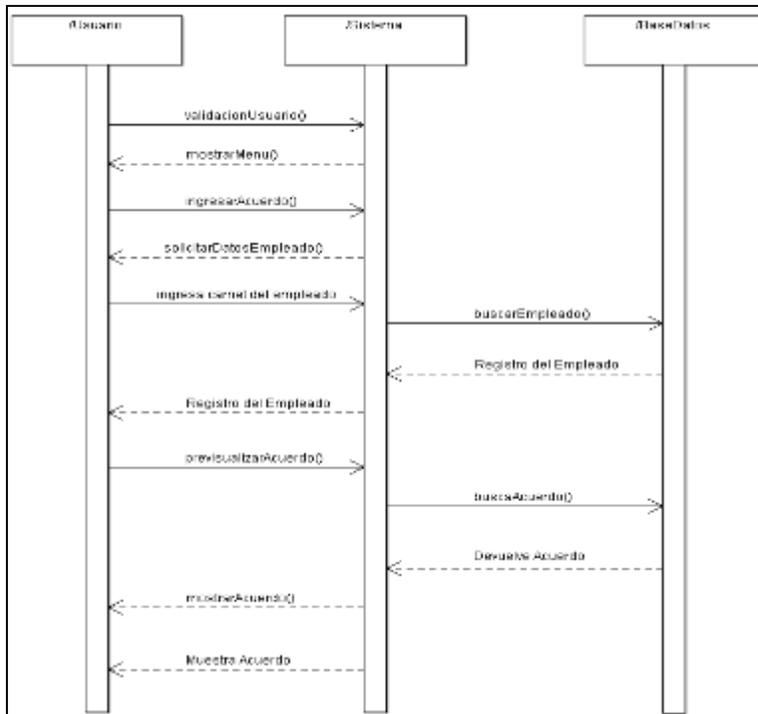 /Usuario
/Sistema
/BaseDatos
validacionUsuario()
mostrarMenu()
ingresarAcuerdo()
solicitarDatosEmpleado()
ingresa carnet del empleado
buscarEmpleado()
Registro del Empleado
Registro del Empleado
previsualizarAcuerdo()
buscaAcuerdo()
Devuelve Acuerdo
mostrarAcuerdo()
Muestra Acuerdo